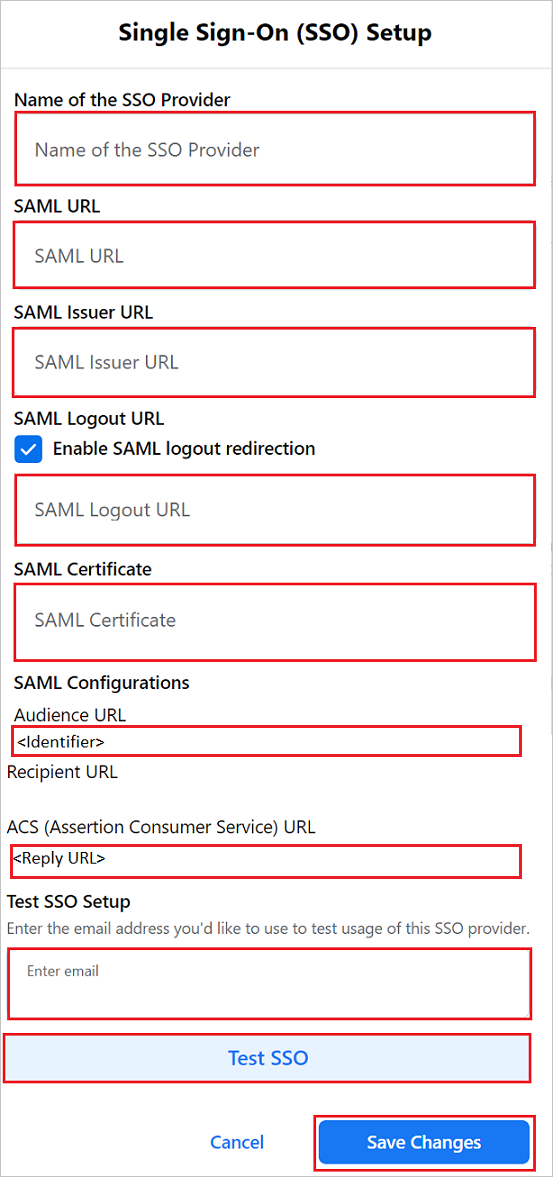 Single Sign-On (SSO) Setup
Name of the SSO Provider
Name of the SSO Provider
SAML URL
SAML URL
SAML Issuer URL
SAML Issuer URL
SAML Logout URL
Enable SAML logout redirection
SAML Logout URL
SAML Certificate
SAML Certificate
SAML Configurations
Audience URL
<Identifier>
Recipient URL
ACS (Assertion Consumer Service) URL
<Reply URL>
Test SSO Setup
Enter the email address you'd like to use to test usage of this SSO provider.
Enter email
Test SSO
Cancel
Save Changes